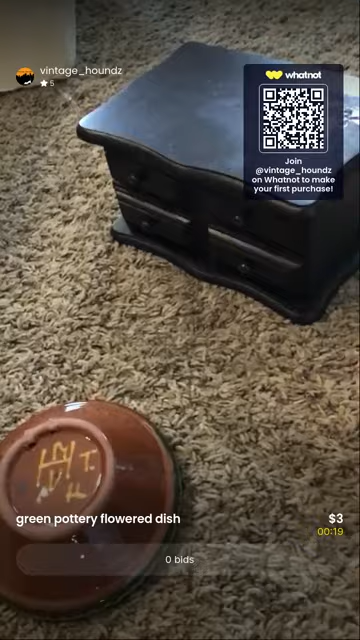 vintage_houndz
5
whatnot
Join
@vintage_houndz
on Whatnot to make
your first purchase!
green pottery flowered dish
$3
00:19
0 bids